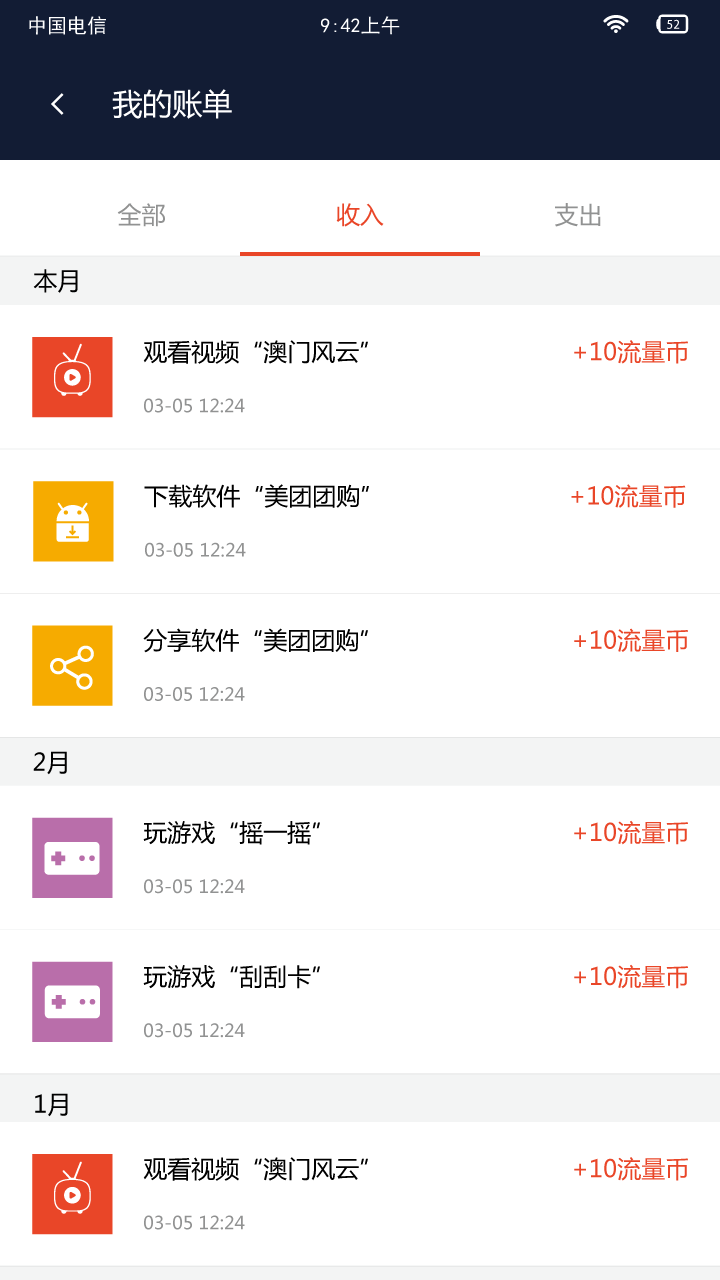 中国电信 9:42上午 52
我的账单
全部 收入 支出
本月
观看视频“澳门风云” +10流量币
03-05 12:24
下载软件“美团团购” +10流量币
03-05 12:24
分享软件“美团团购” +10流量币
03-05 12:24
2月
玩游戏“摇一摇” +10流量币
03-05 12:24
玩游戏“刮刮卡” +10流量币
03-05 12:24
1月
观看视频“澳门风云” +10流量币
03-05 12:24